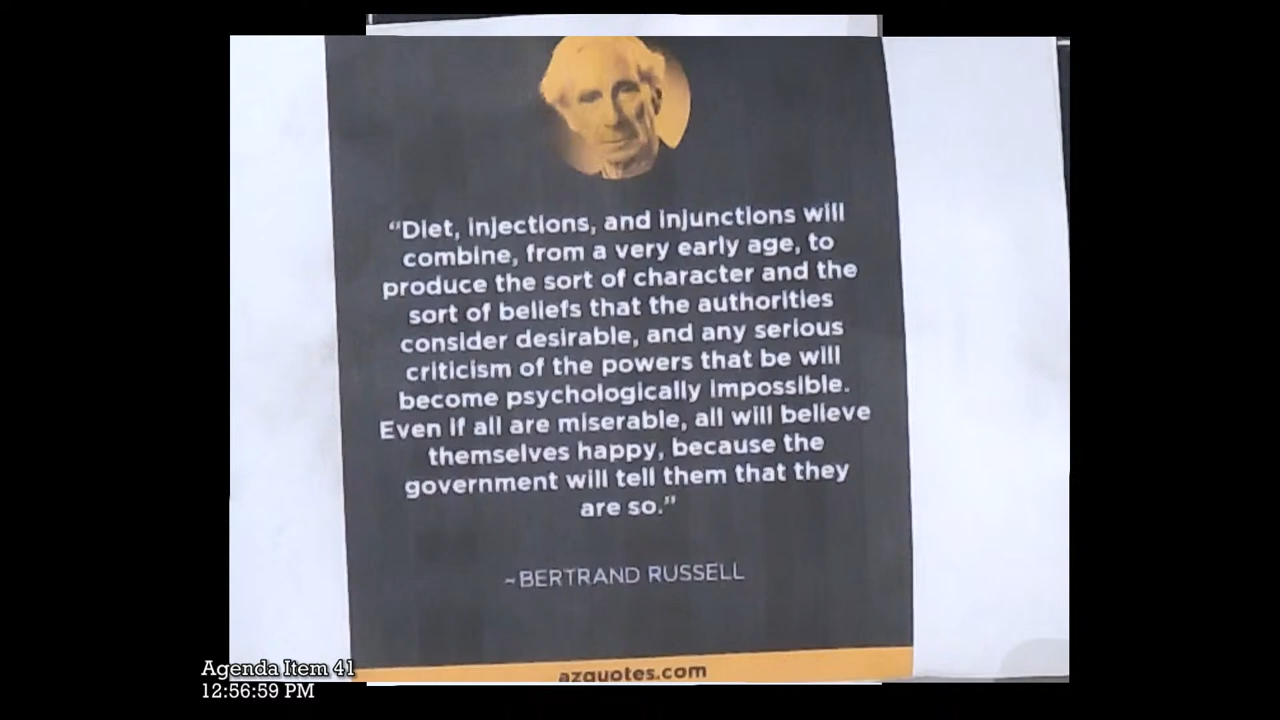 “Diet, injections, and injunctions will
combine, from a very early age, to
produce the sort of character and the
sort of beliefs that the authorities
consider desirable, and any serious
criticism of the powers that be will
become psychologically impossible.
Even if all are miserable, all will believe
themselves happy, because the
government will tell them that they
are so.”
~BERTRAND RUSSELL
azquotes.com
Agenda Item 41
12:56:59 PM